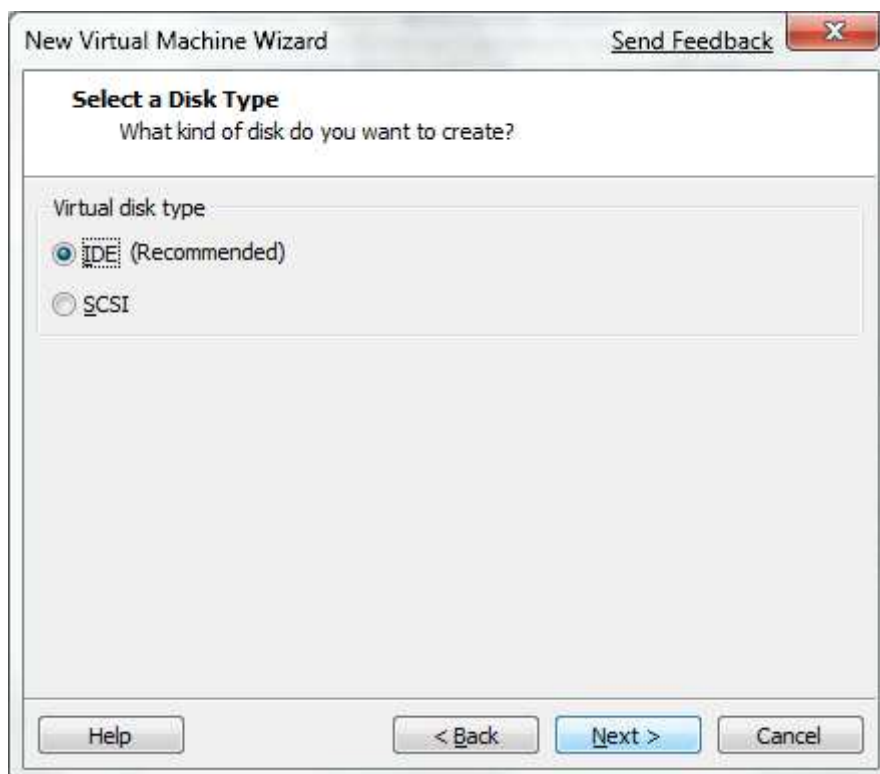 New Virtual Machine Wizard Send Feedback
Select a Disk Type
What kind of disk do you want to create?
Virtual disk type
IDE (Recommended)
SCSI
Help < Back Next > Cancel